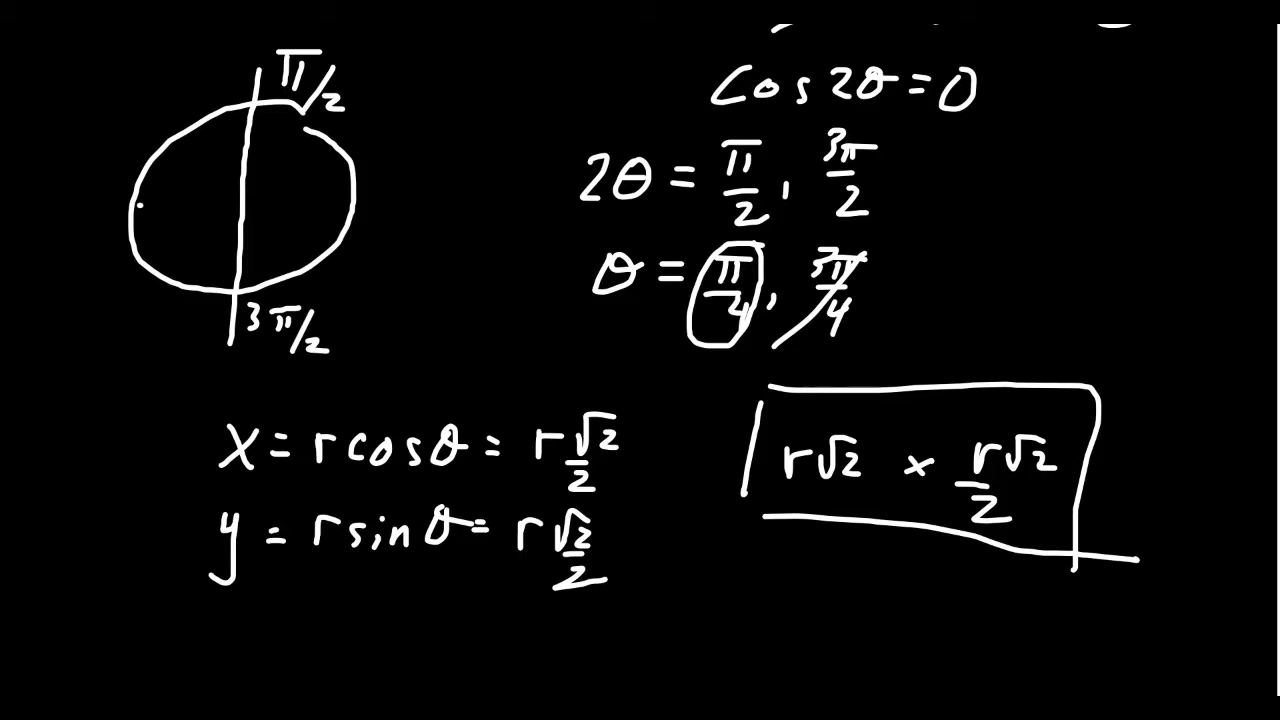 π/2
cos 2θ = 0
2θ = π/2, 3π/2
θ = π/4, 3π/4
3π/2
x = r cos θ = r √2/2
y = r sin θ = r √2/2
r√2 × r√2/2